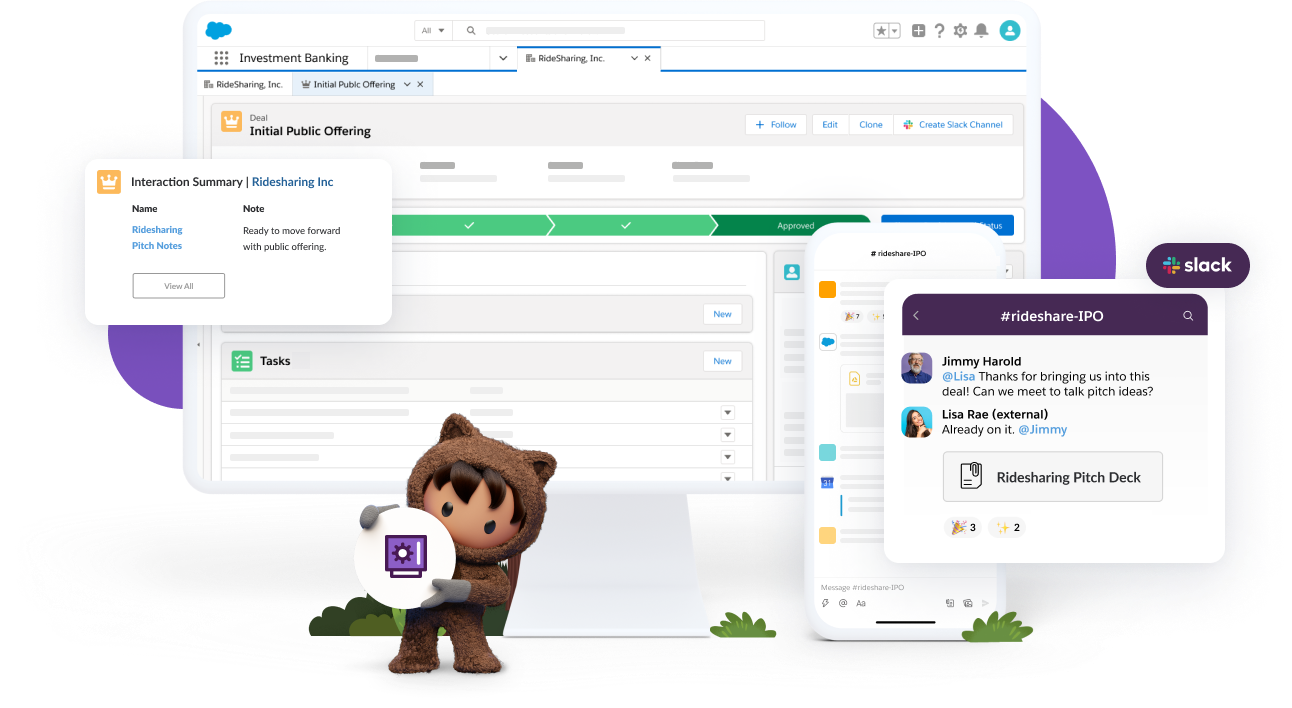 All
Investment Banking
RideSharing, Inc.
RideSharing, Inc.
Initial Publc Offering
Deal
Initial Public Offering
Follow
Edit
Clone
Create Slack Channel
Interaction Summary | Ridesharing Inc
Name
Note
Ridesharing
Pitch Notes
Ready to move forward
with public offering.
View All
Approved
New
Tasks
New
# rideshare-IPO
7
31
Message #rideshare-IPO
@
Aa
slack
#rideshare-IPO
Jimmy Harold
@Lisa Thanks for bringing us into this
deal! Can we meet to talk pitch ideas?
Lisa Rae (external)
Already on it. @Jimmy
Ridesharing Pitch Deck
3
2